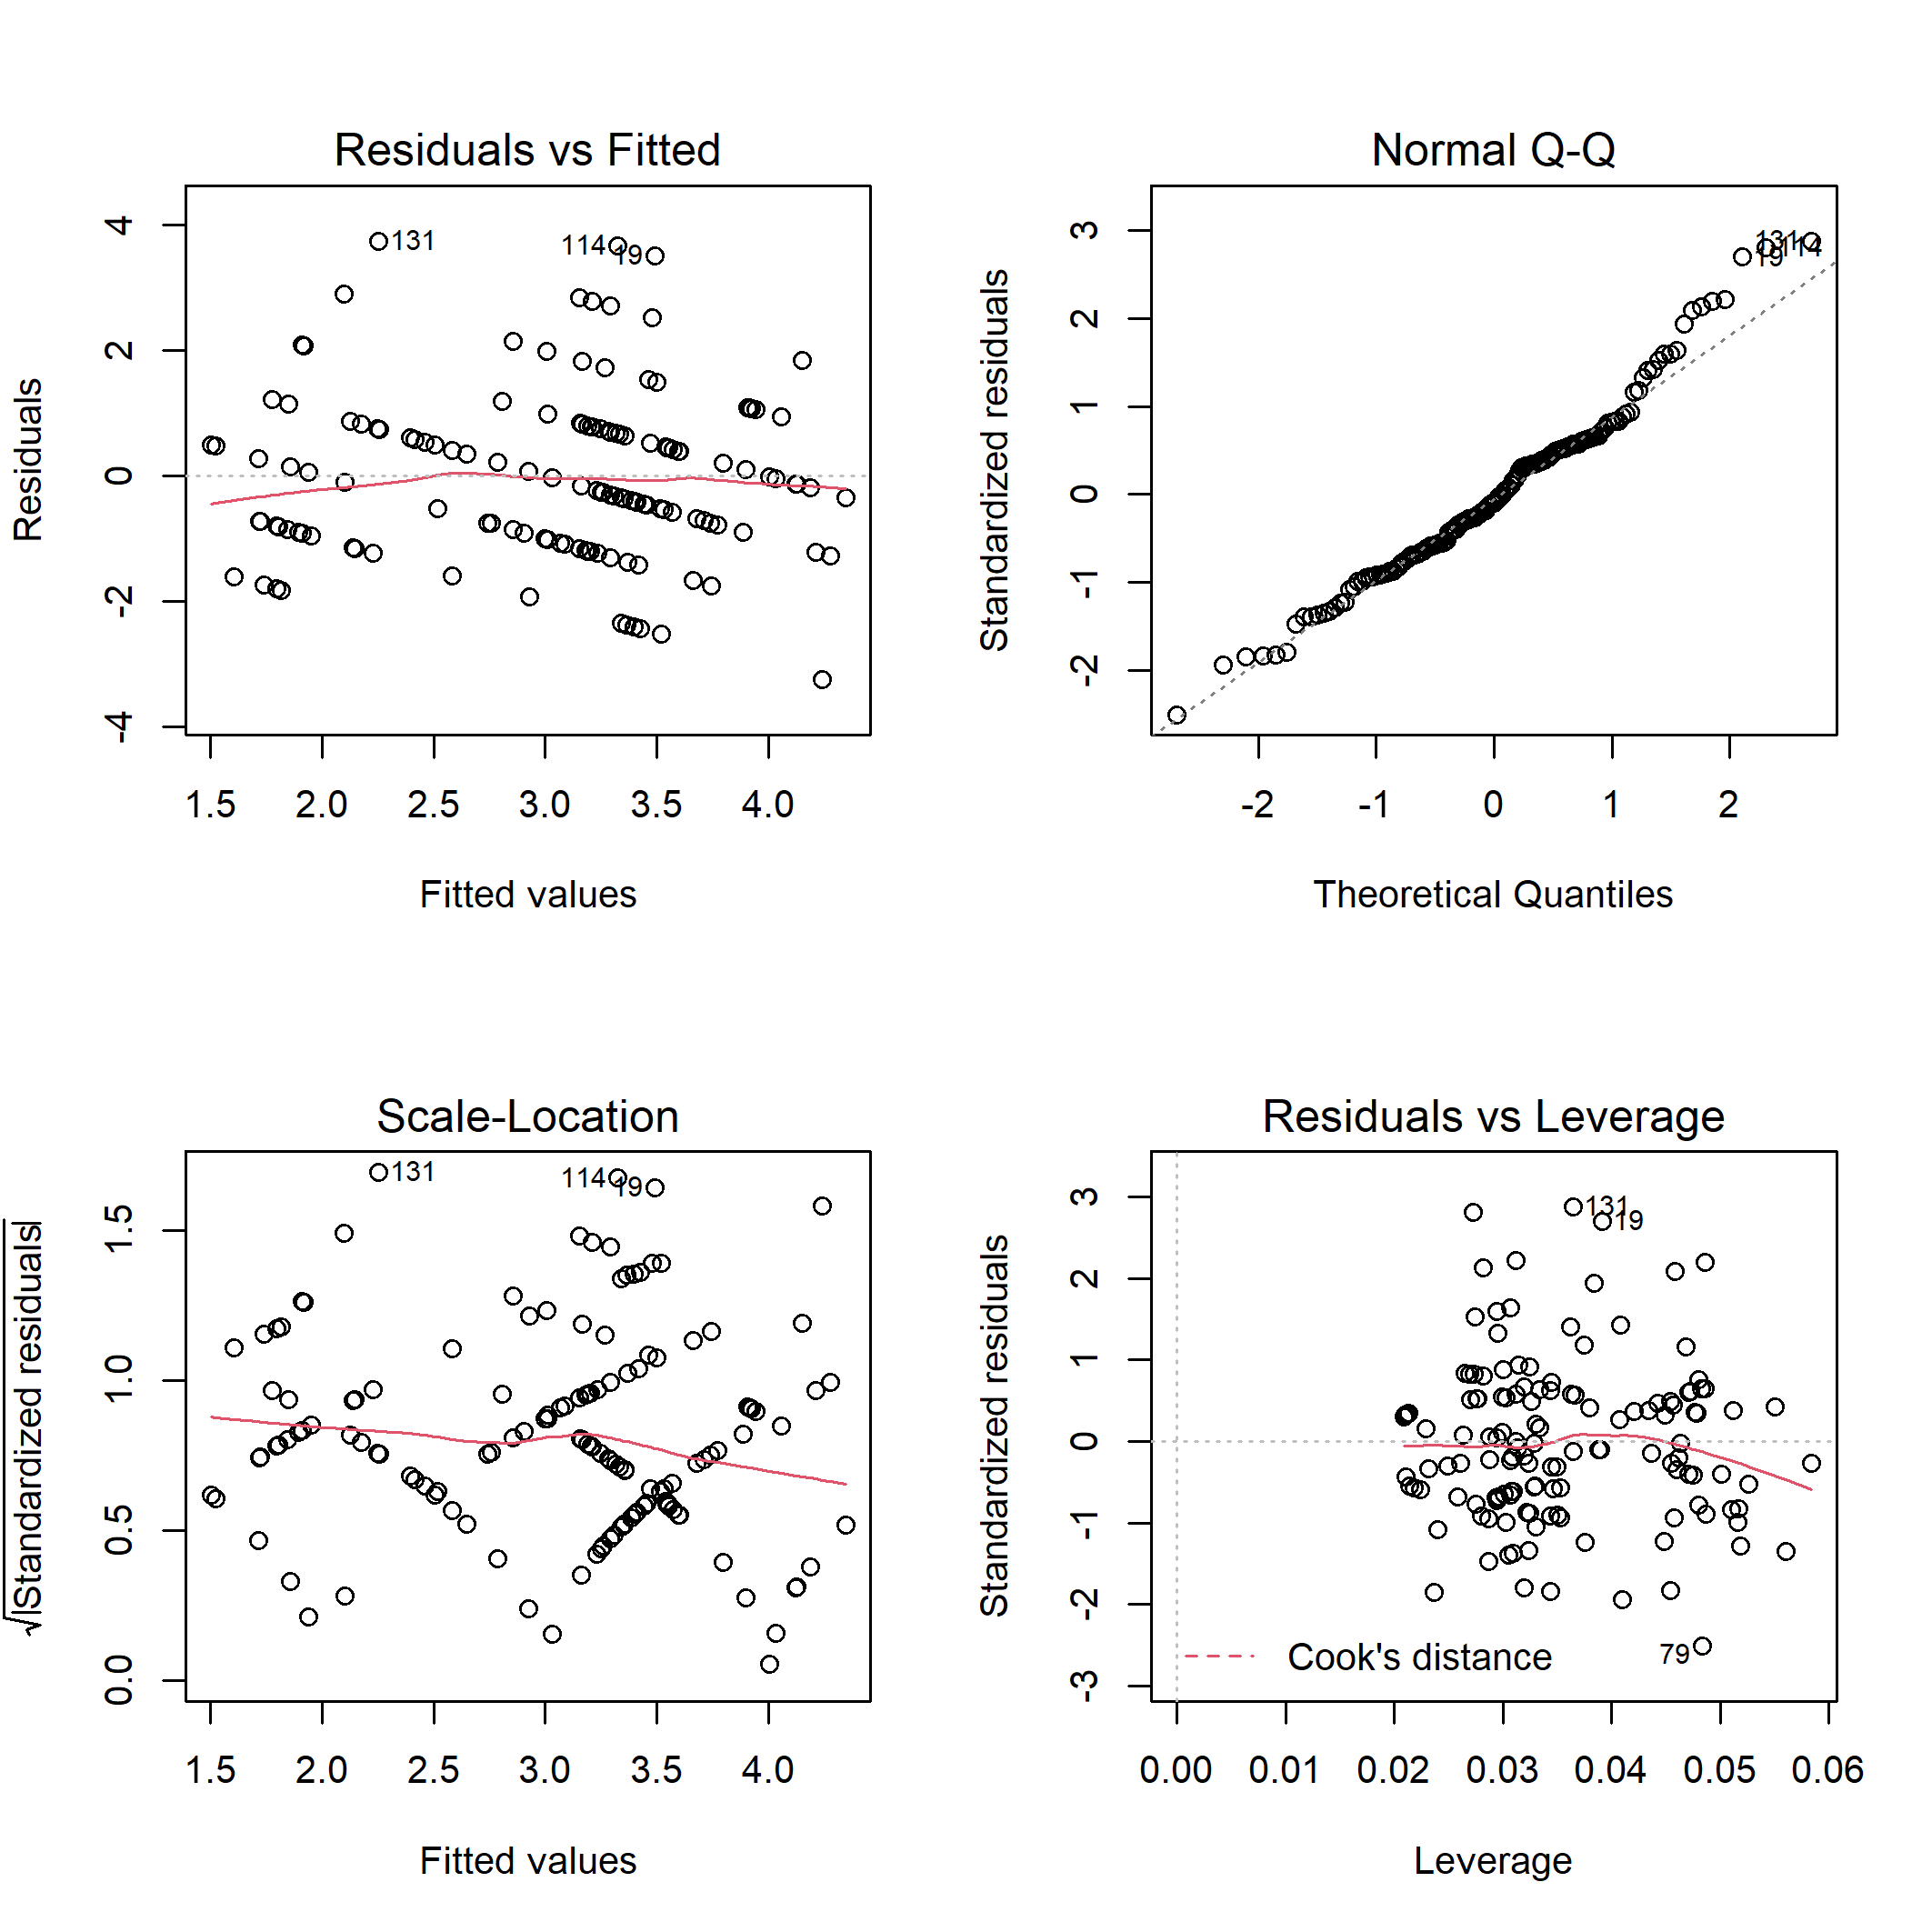 Residuals vs Fitted
Residuals
4
2
0
-2
-4
131
114
19
1.5 2.0 2.5 3.0 3.5 4.0
Fitted values
Normal Q-Q
Standardized residuals
3
2
1
0
-1
-2
131
114
19
-2 -1 0 1 2
Theoretical Quantiles
Scale-Location
√|Standardized residuals|
1.5
1.0
0.5
0.0
131
114
19
1.5 2.0 2.5 3.0 3.5 4.0
Fitted values
Residuals vs Leverage
Standardized residuals
3
2
1
0
-1
-2
-3
131
19
79
Cook's distance
0.00 0.01 0.02 0.03 0.04 0.05 0.06
Leverage